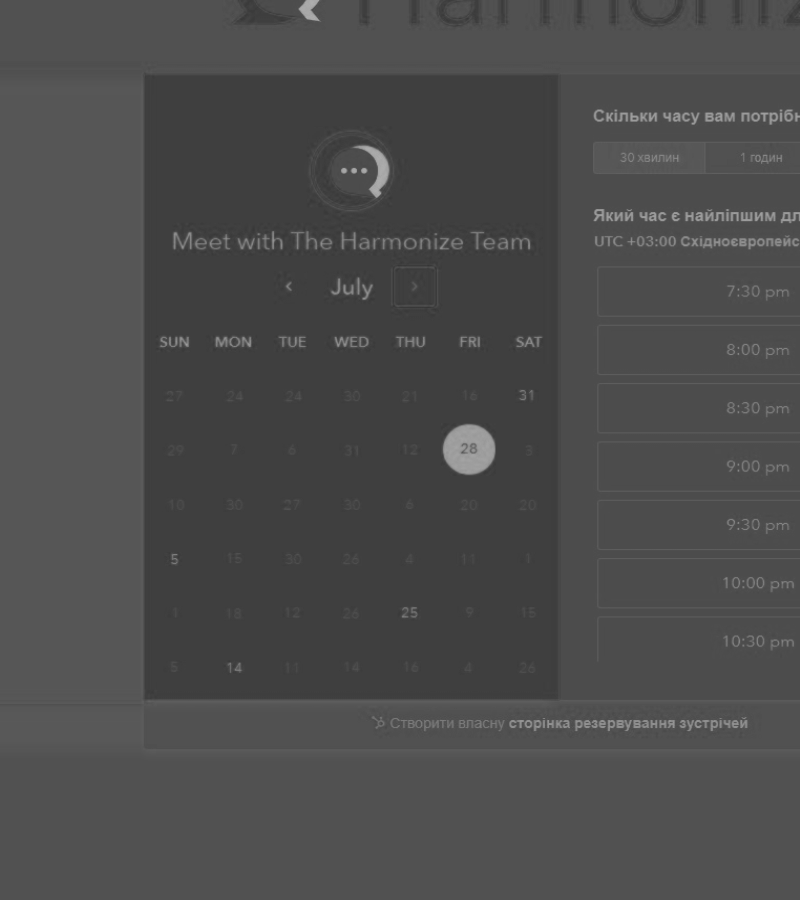 Harmoniz
Meet with The Harmonize Team
July
SUN MON TUE WED THU FRI SAT
27 24 24 30 21 16 31
29 7 6 31 12 28 3
10 30 27 30 6 20 20
5 15 30 26 4 11 1
1 18 12 26 25 9 15
5 14 11 14 16 4 26
Скільки часу вам потрібн
30 хвилин 1 годин
Який час є найліпшим дл
UTC +03:00 Східноєвропейс
7:30 pm
8:00 pm
8:30 pm
9:00 pm
9:30 pm
10:00 pm
10:30 pm
Створити власну сторінка резервування зустрічей